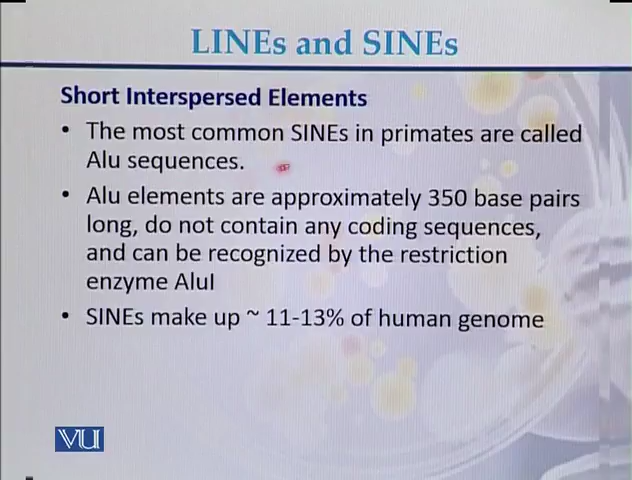 LINEs and SINEs
Short Interspersed Elements
• The most common SINEs in primates are called
Alu sequences.
• Alu elements are approximately 350 base pairs
long, do not contain any coding sequences,
and can be recognized by the restriction
enzyme AluI
• SINEs make up ~ 11-13% of human genome
VU